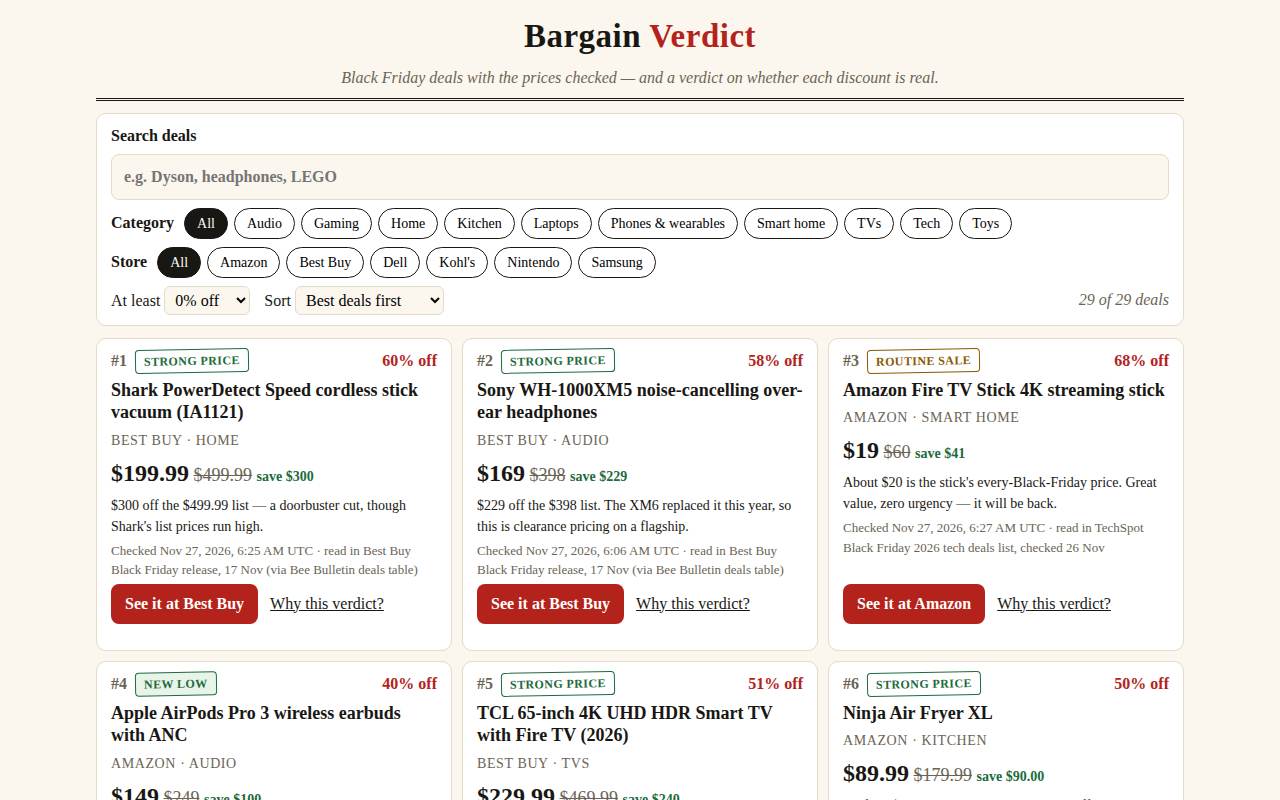 Bargain Verdict
Black Friday deals with the prices checked — and a verdict on whether each discount is real.
Search deals
e.g. Dyson, headphones, LEGO
Category All Audio Gaming Home Kitchen Laptops Phones & wearables Smart home TVs Tech Toys
Store All Amazon Best Buy Dell Kohl's Nintendo Samsung
At least 0% off Sort Best deals first 29 of 29 deals
#1 STRONG PRICE 60% off
Shark PowerDetect Speed cordless stick
vacuum (IA1121)
BEST BUY · HOME
$199.99 $499.99 save $300
$300 off the $499.99 list — a doorbuster cut, though
Shark's list prices run high.
Checked Nov 27, 2026, 6:25 AM UTC · read in Best Buy
Black Friday release, 17 Nov (via Bee Bulletin deals table)
See it at Best Buy Why this verdict?
#2 STRONG PRICE 58% off
Sony WH-1000XM5 noise-cancelling over-
ear headphones
BEST BUY · AUDIO
$169 $398 save $229
$229 off the $398 list. The XM6 replaced it this year, so
this is clearance pricing on a flagship.
Checked Nov 27, 2026, 6:06 AM UTC · read in Best Buy
Black Friday release, 17 Nov (via Bee Bulletin deals table)
See it at Best Buy Why this verdict?
#3 ROUTINE SALE 68% off
Amazon Fire TV Stick 4K streaming stick
AMAZON · SMART HOME
$19 $60 save $41
About $20 is the stick's every-Black-Friday price. Great
value, zero urgency — it will be back.
Checked Nov 27, 2026, 6:27 AM UTC · read in TechSpot
Black Friday 2026 tech deals list, checked 26 Nov
See it at Amazon Why this verdict?
#4 NEW LOW 40% off
Apple AirPods Pro 3 wireless earbuds
with ANC
AMAZON · AUDIO
$149 $249 save $100
#5 STRONG PRICE 51% off
TCL 65-inch 4K UHD HDR Smart TV
with Fire TV (2026)
BEST BUY · TVS
$229.99 $469.99 save $240
#6 STRONG PRICE 50% off
Ninja Air Fryer XL
AMAZON · KITCHEN
$89.99 $179.99 save $90.00